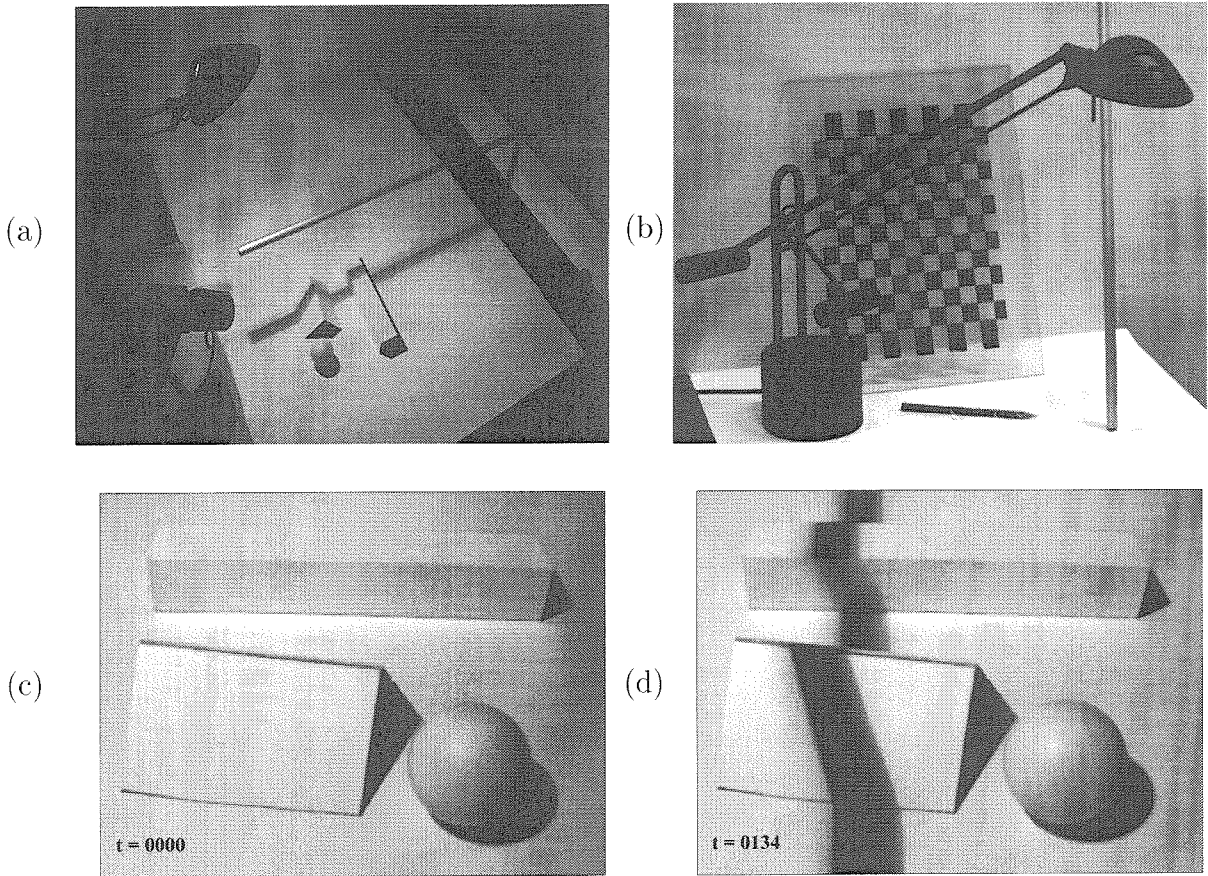 (a)
(b)
(c)
t = 0000
(d)
t = 0134